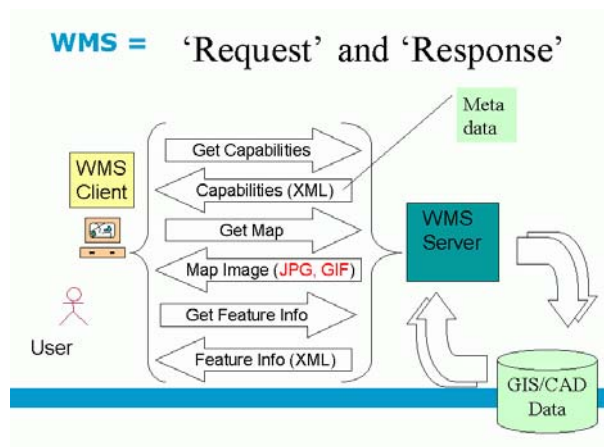 WMS = 'Request' and 'Response'
Meta
data
WMS
Client
Get Capabilities
Capabilities (XML)
Get Map
Map Image (JPG, GIF)
Get Feature Info
Feature Info (XML)
WMS
Server
User
GIS/CAD
Data